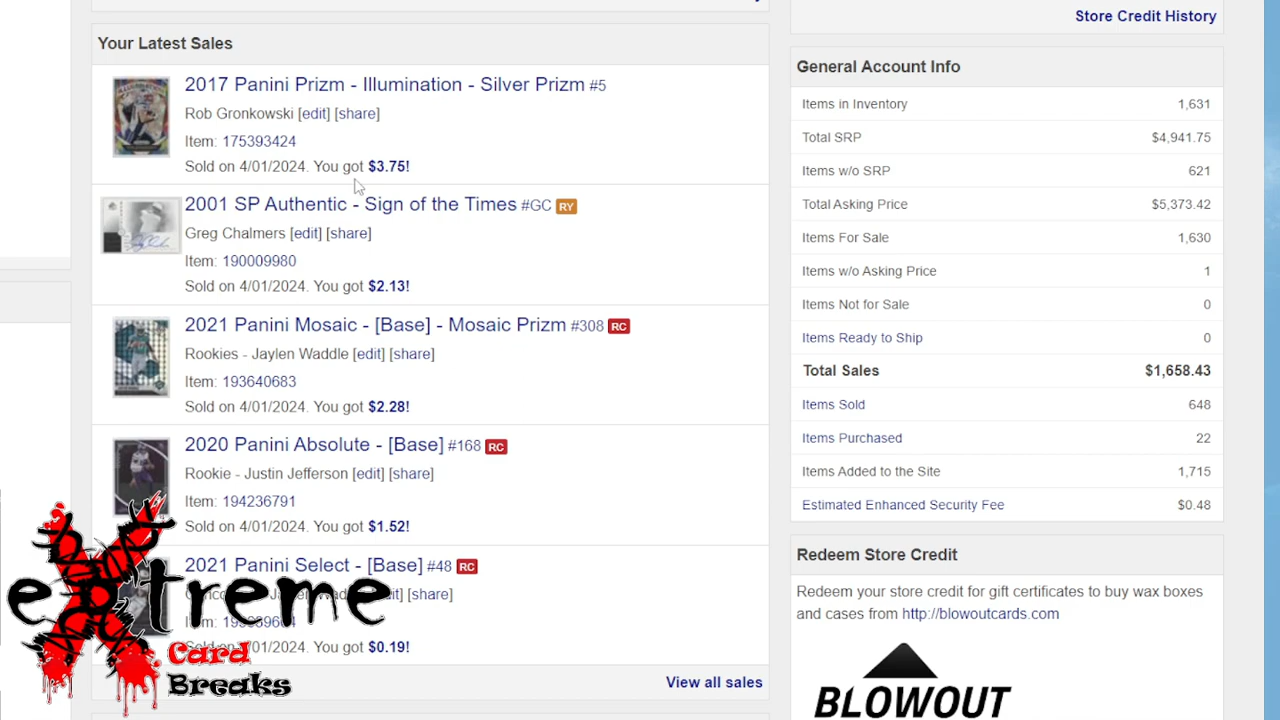 Store Credit History
Your Latest Sales
2017 Panini Prizm - Illumination - Silver Prizm #5
Rob Gronkowski [edit] [share]
Item: 175393424
Sold on 4/01/2024. You got $3.75!
2001 SP Authentic - Sign of the Times #GC RY
Greg Chalmers [edit] [share]
Item: 190009980
Sold on 4/01/2024. You got $2.13!
2021 Panini Mosaic - [Base] - Mosaic Prizm #308 RC
Rookies - Jaylen Waddle [edit] [share]
Item: 193640683
Sold on 4/01/2024. You got $2.28!
2020 Panini Absolute - [Base] #168 RC
Rookie - Justin Jefferson [edit] [share]
Item: 194236791
Sold on 4/01/2024. You got $1.52!
2021 Panini Select - [Base] #48 RC
[share]
/01/2024. You got $0.19!
View all sales
eXtreme
Card
Breaks
General Account Info
Items in Inventory 1,631
Total SRP $4,941.75
Items w/o SRP 621
Total Asking Price $5,373.42
Items For Sale 1,630
Items w/o Asking Price 1
Items Not for Sale 0
Items Ready to Ship 0
Total Sales $1,658.43
Items Sold 648
Items Purchased 22
Items Added to the Site 1,715
Estimated Enhanced Security Fee $0.48
Redeem Store Credit
Redeem your store credit for gift certificates to buy wax boxes
and cases from http://blowoutcards.com
BLOWOUT